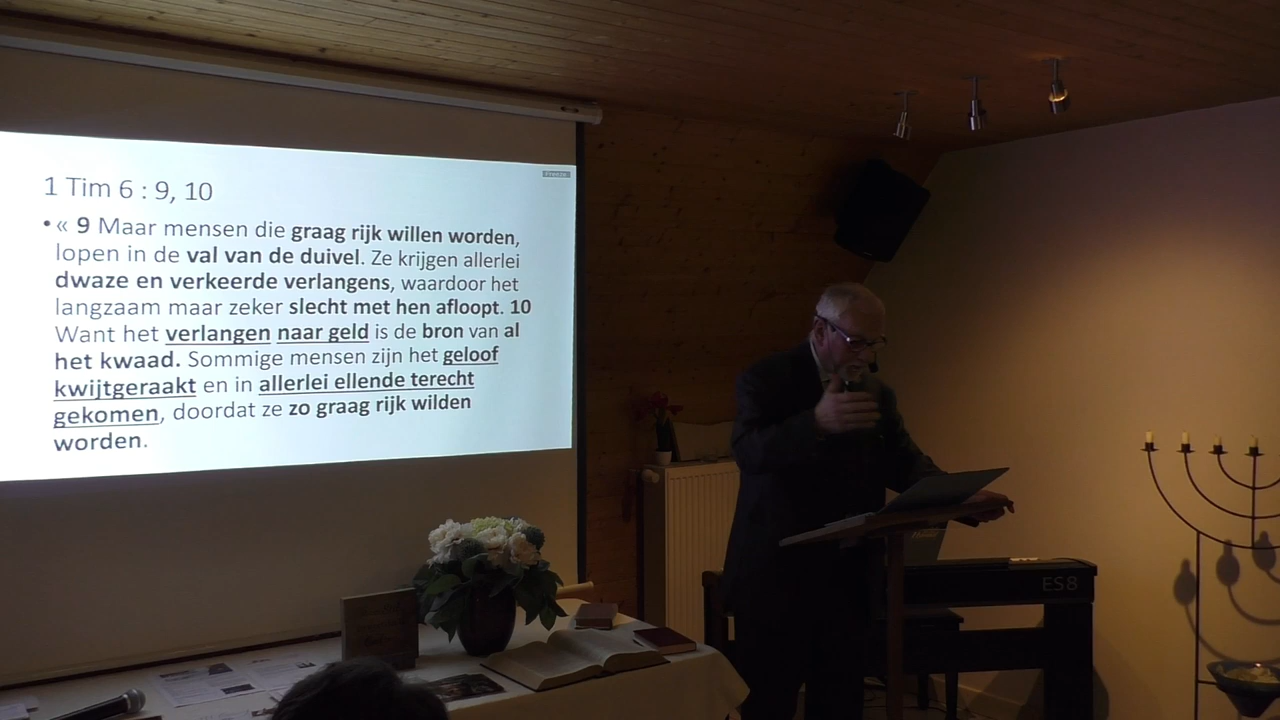 1 Tim 6 : 9, 10
• « 9 Maar mensen die graag rijk willen worden,
lopen in de val van de duivel. Ze krijgen allerlei
dwaze en verkeerde verlangens, waardoor het
langzaam maar zeker slecht met hen afloopt. 10
Want het verlangen naar geld is de bron van al
het kwaad. Sommige mensen zijn het geloof
kwijtgeraakt en in allerlei ellende terecht
gekomen, doordat ze zo graag rijk wilden
worden.
ES8